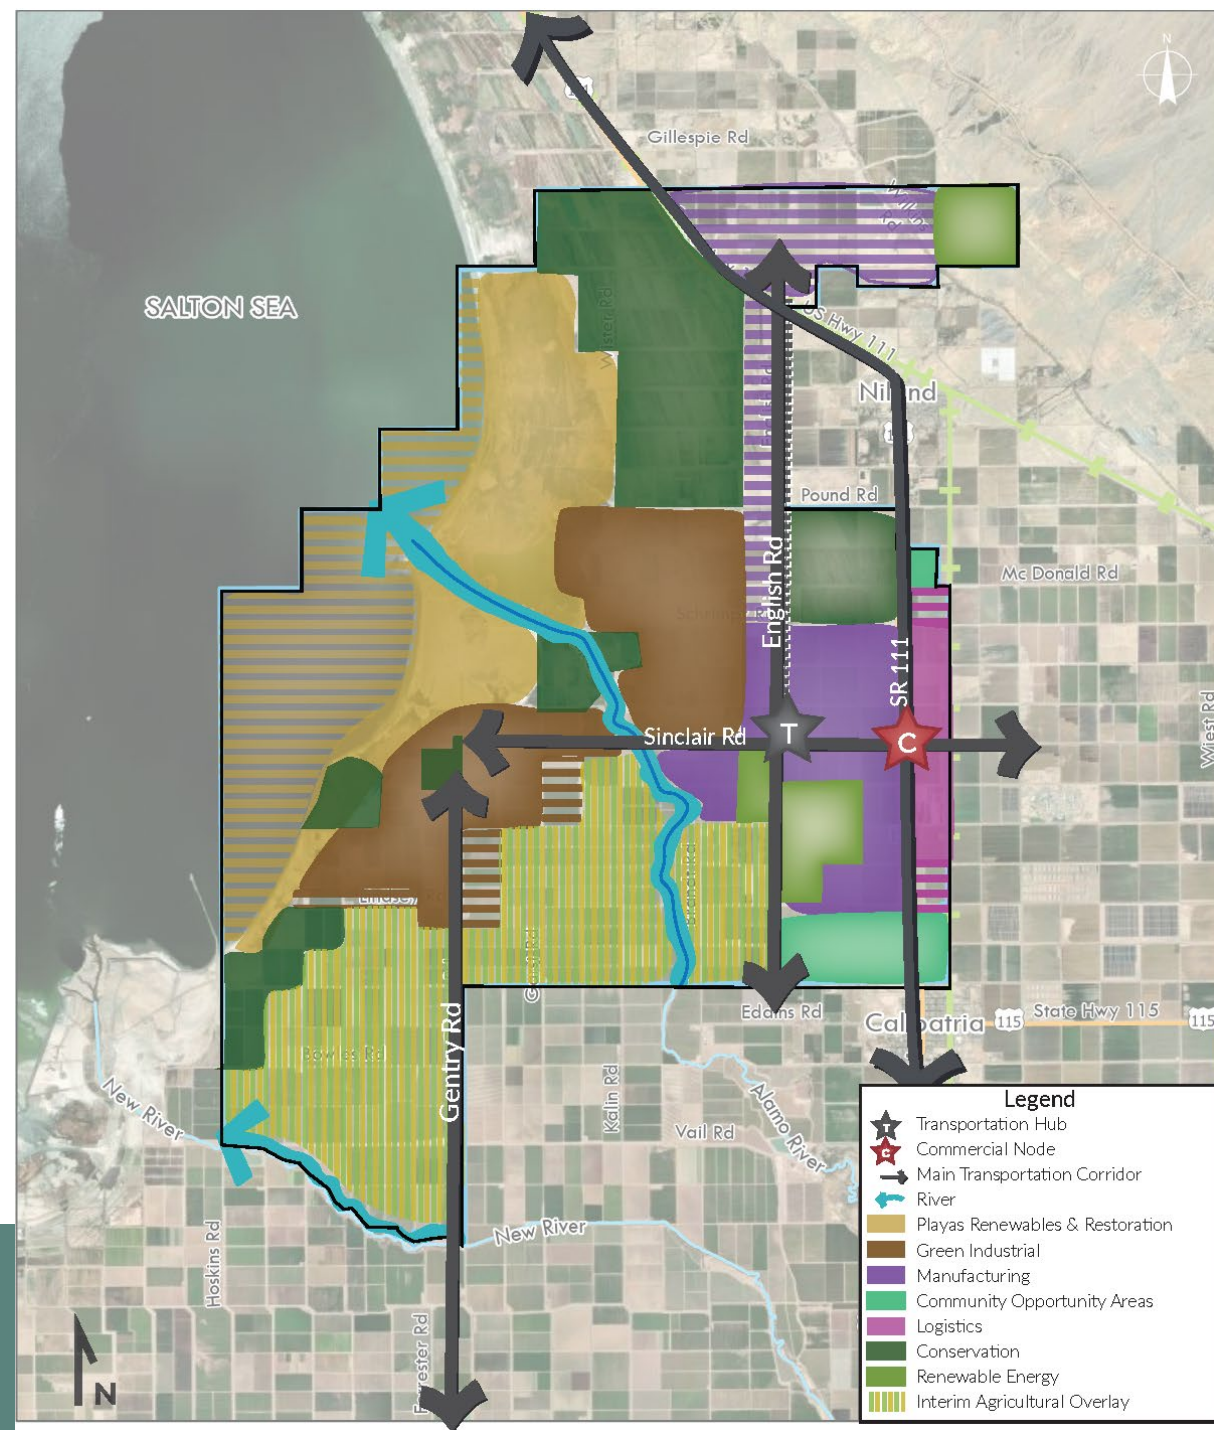 N
Gillespie Rd
SALTON SEA
US Hwy 111
Niland
Pound Rd
Mc Donald Rd
English Rd
SR 111
Wiest Rd
Sinclair Rd
T
C
Gentry Rd
Edams Rd
Calipatria
115
State Hwy 115
115
New River
Kalin Rd
Vail Rd
Alamo River
New River
Hoskins Rd
Forrester Rd
N
Legend
T Transportation Hub
C Commercial Node
Main Transportation Corridor
River
Playas Renewables & Restoration
Green Industrial
Manufacturing
Community Opportunity Areas
Logistics
Conservation
Renewable Energy
Interim Agricultural Overlay